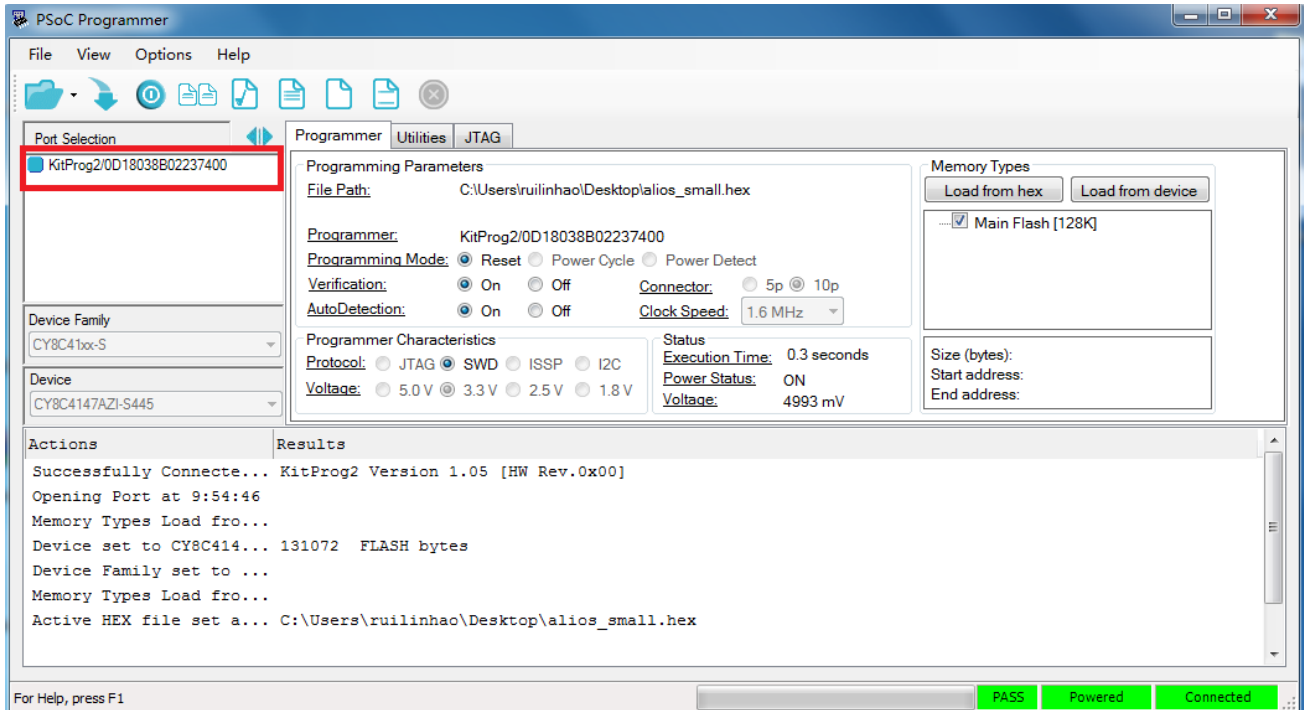 PSoC Programmer
File View Options Help
Port Selection
KitProg2/0D18038B02237400
Device Family
CY8C41xx-S
Device
CY8C4147AZI-S445
Programmer Utilities JTAG
Programming Parameters
File Path: C:\Users\ruilinhao\Desktop\alios_small.hex
Programmer: KitProg2/0D18038B02237400
Programming Mode: Reset Power Cycle Power Detect
Verification: On Off Connector: 5p 10p
AutoDetection: On Off Clock Speed: 1.6 MHz
Programmer Characteristics
Protocol: JTAG SWD ISSP I2C
Voltage: 5.0 V 3.3 V 2.5 V 1.8 V
Status
Execution Time: 0.3 seconds
Power Status: ON
Voltage: 4993 mV
Memory Types
Load from hex Load from device
Main Flash [128K]
Size (bytes):
Start address:
End address:
Actions Results
Successfully Connecte... KitProg2 Version 1.05 [HW Rev.0x00]
Opening Port at 9:54:46
Memory Types Load fro...
Device set to CY8C414... 131072 FLASH bytes
Device Family set to ...
Memory Types Load fro...
Active HEX file set a... C:\Users\ruilinhao\Desktop\alios_small.hex
For Help, press F1
PASS Powered Connected